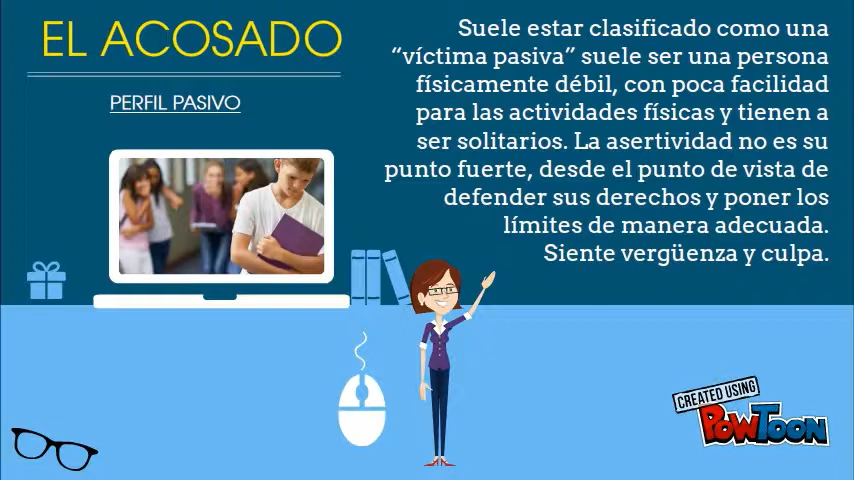 EL ACOSADO
PERFIL PASIVO
Suele estar clasificado como una
“víctima pasiva” suele ser una persona
físicamente débil, con poca facilidad
para las actividades físicas y tienen a
ser solitarios. La asertividad no es su
punto fuerte, desde el punto de vista de
defender sus derechos y poner los
límites de manera adecuada.
Siente vergüenza y culpa.
CREATED USING
POWTOON